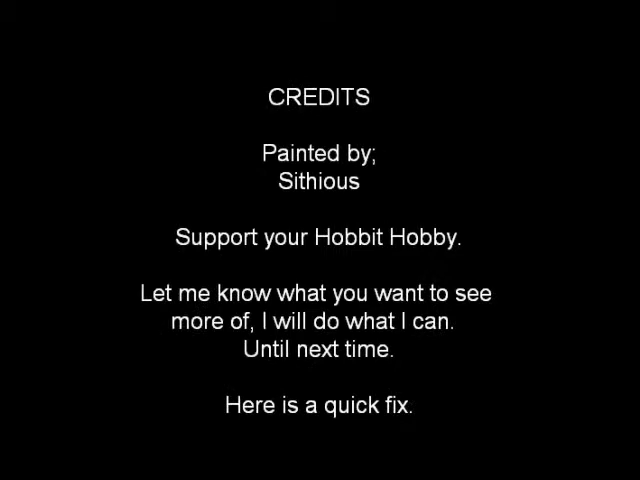 CREDITS
Painted by;
Sithious
Support your Hobbit Hobby.
Let me know what you want to see
more of, I will do what I can.
Until next time.
Here is a quick fix.